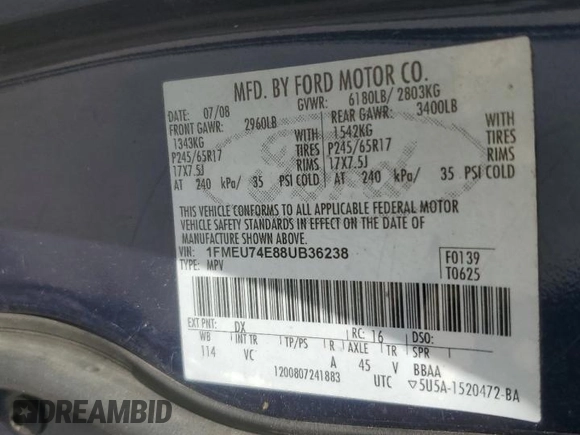 MFD. BY FORD MOTOR CO.
DATE: 07/08 GVWR: 6180LB/ 2803KG
FRONT GAWR: 2960LB REAR GAWR: 3400LB
1343KG 1542KG
P245/65R17 TIRES P245/65R17 TIRES
17X7.5J RIMS 17X7.5J RIMS
AT 240 kPa/ 35 PSI COLD AT 240 kPa/ 35 PSI COLD
THIS VEHICLE CONFORMS TO ALL APPLICABLE FEDERAL MOTOR
VEHICLE SAFETY STANDARDS IN EFFECT ON THE DATE OF
MANUFACTURE SHOWN ABOVE.
VIN: 1FMEU74E88UB36238
TYPE: MPV
F0139
T0625
EXT PNT: DX RC: 16 DSO:
WB INT TR TP/PS R AXLE TR SPR
114 VC A 45 V BBAA
1200807241883 UTC ▽5U5A-1520472-BA
DREAMBID